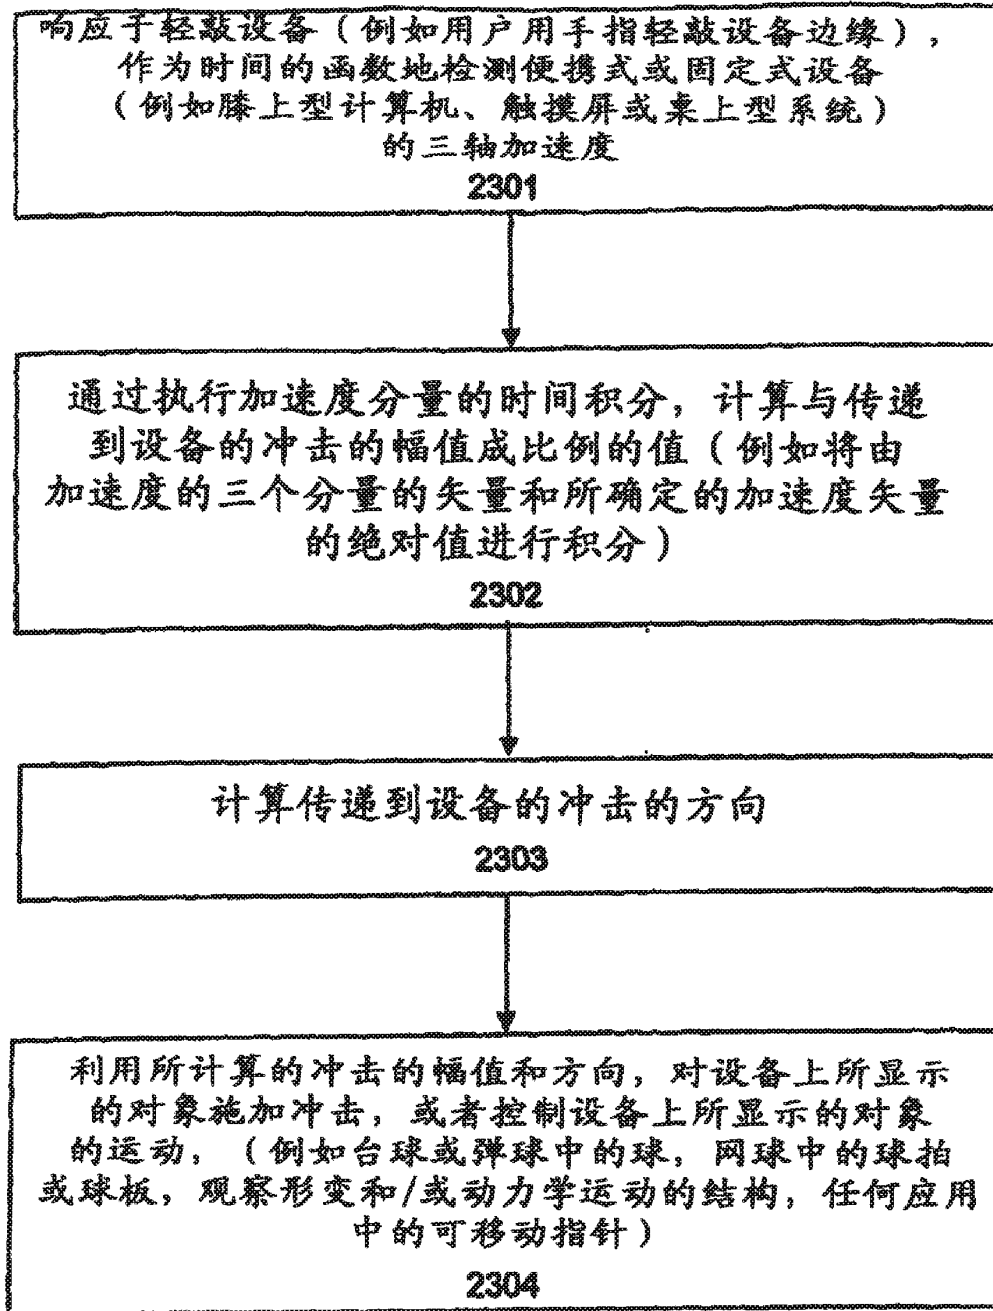 响应于轻敲设备（例如用户用手指轻敲设备边缘），
作为时间的函数地检测便携式或固定式设备
（例如膝上型计算机、触摸屏或桌上型系统）
的三轴加速度
2301
通过执行加速度分量的时间积分，计算与传递
到设备的冲击的幅值成比例的值（例如将由
加速度的三个分量的矢量和所确定的加速度矢量
的绝对值进行积分）
2302
计算传递到设备的冲击的方向
2303
利用所计算的冲击的幅值和方向，对设备上所显示
的对象施加冲击，或者控制设备上所显示的对象
的运动，（例如台球或弹球中的球，网球中的球拍
或球板，观察形变和/或动力学运动的结构，任何应用
中的可移动指针）
2304